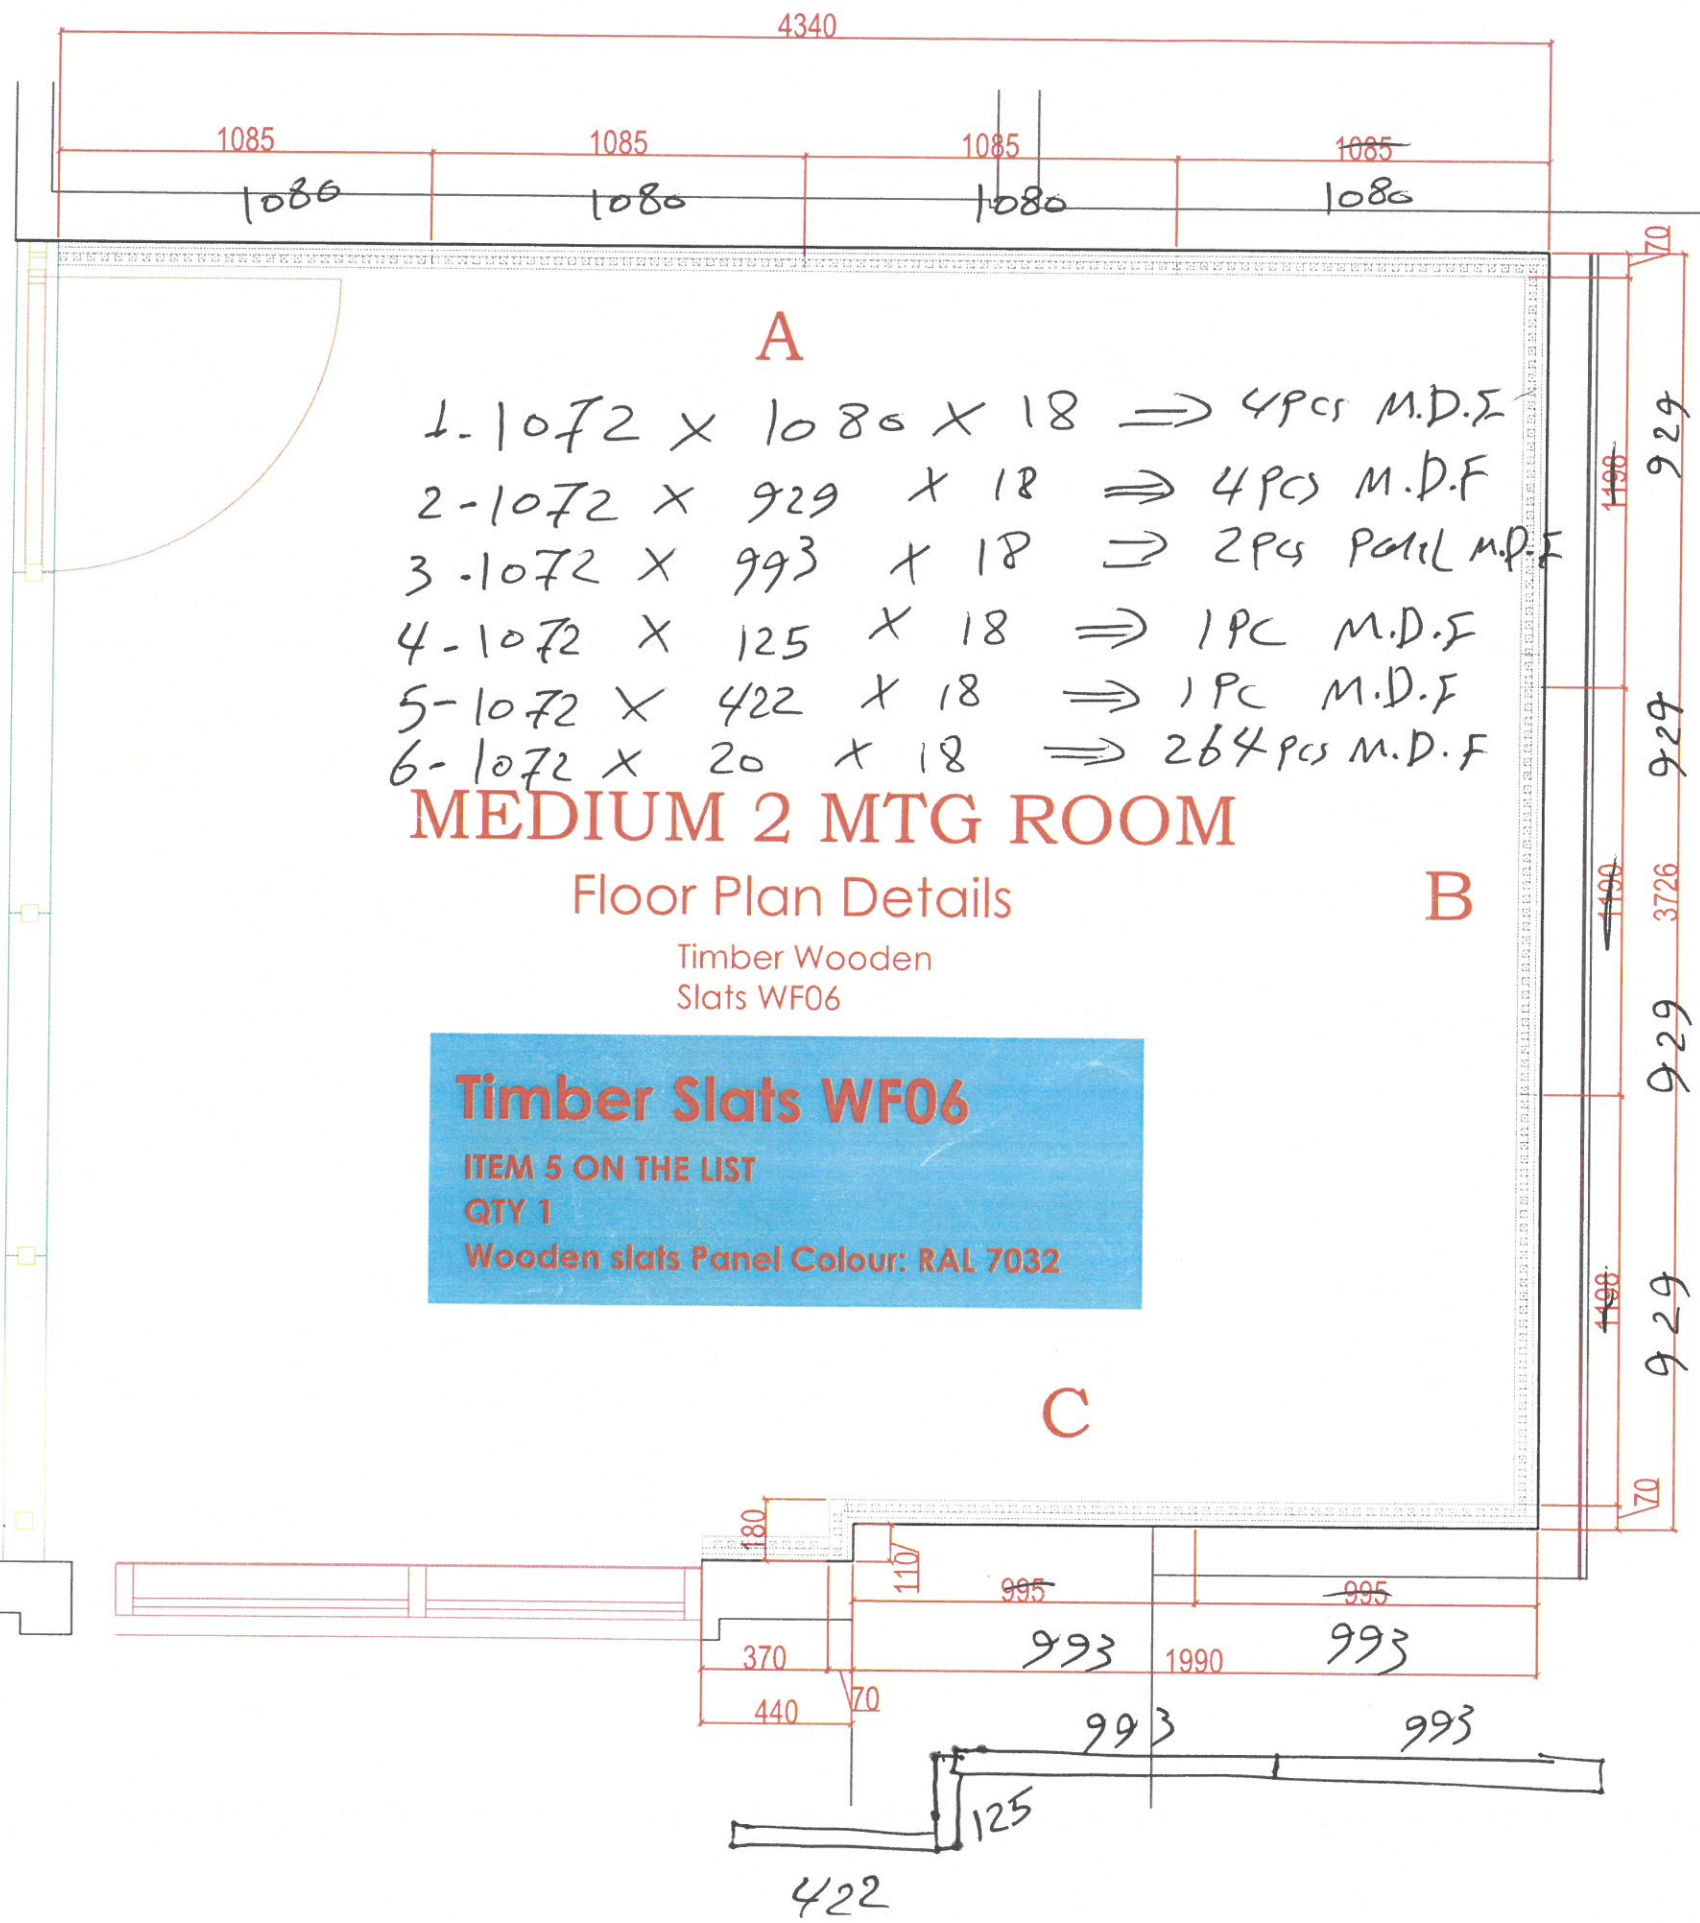 4340
1085 1085 1085 1085
1080 1080 1080 1080
70
A
1-1072 X 1080 X 18 ⇒ 4Pcs M.D.F
929
2-1072 X 929 X 18 ⇒ 4Pcs M.D.F
1198
3-1072 X 993 X 18 ⇒ 2Pcs M.D.F
4-1072 X 125 X 18 ⇒ 1PC M.D.F
5-1072 X 422 X 18 ⇒ 1PC M.D.F
6-1072 X 20 X 18 ⇒ 264Pcs M.D.F
929
MEDIUM 2 MTG ROOM
Floor Plan Details
B
1190
3726
Timber Wooden
Slats WF06
929
Timber Slats WF06
ITEM 5 ON THE LIST
QTY 1
Wooden slats Panel Colour: RAL 7032
1198
929
C
70
180
110
995 995
993 993
370
1990
70
440
993 993
125
422